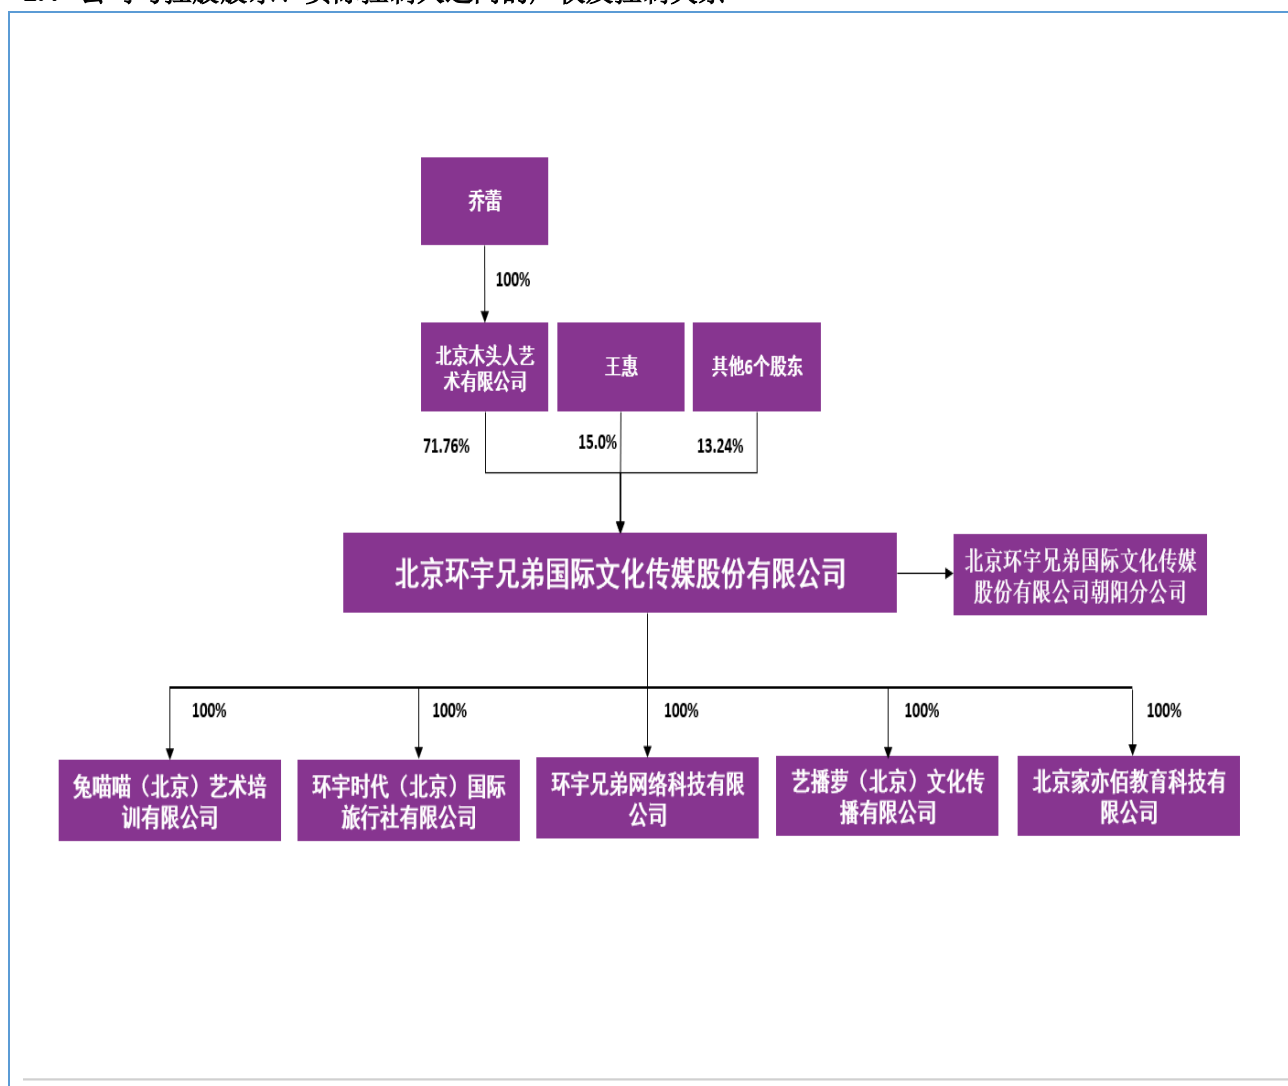 乔蕾
100%
北京木头人艺
术有限公司
王惠
其他6个股东
71.76%
15.0%
13.24%
北京环宇兄弟国际文化传媒股份有限公司
北京环宇兄弟国际文化传媒
股份有限公司朝阳分公司
100%
100%
100%
100%
100%
兔喵喵（北京）艺术培
训有限公司
环宇时代（北京）国际
旅行社有限公司
环宇兄弟网络科技有限
公司
艺播萝（北京）文化传
播有限公司
北京家亦佰教育科技有
限公司